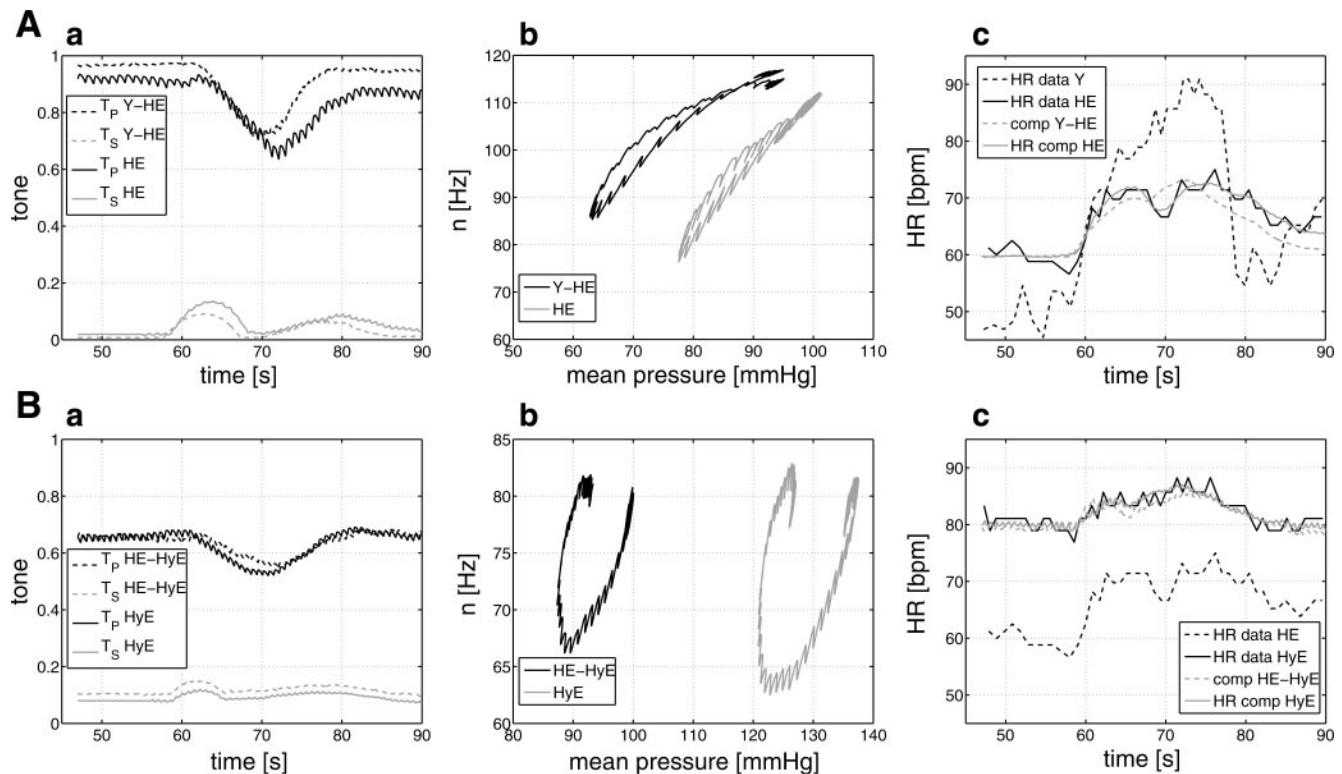 A
a
1
0.8
0.6
0.4
0.2
0
tone
T_P Y-HE
T_S Y-HE
T_P HE
T_S HE
50 60 70 80 90
time [s]
b
120
110
100
90
80
70
60
n [Hz]
Y-HE
HE
50 60 70 80 90 100 110
mean pressure [mmHg]
c
90
80
70
60
50
HR [bpm]
HR data Y
HR data HE
comp Y-HE
HR comp HE
50 60 70 80 90
time [s]
B
a
1
0.8
0.6
0.4
0.2
0
tone
T_P HE-HyE
T_S HE-HyE
T_P HyE
T_S HyE
50 60 70 80 90
time [s]
b
85
80
75
70
65
60
n [Hz]
HE-HyE
HyE
80 90 100 110 120 130 140
mean pressure [mmHg]
c
90
80
70
60
50
HR [bpm]
HR data HE
HR data HyE
comp HE-HyE
HR comp HyE
50 60 70 80 90
time [s]